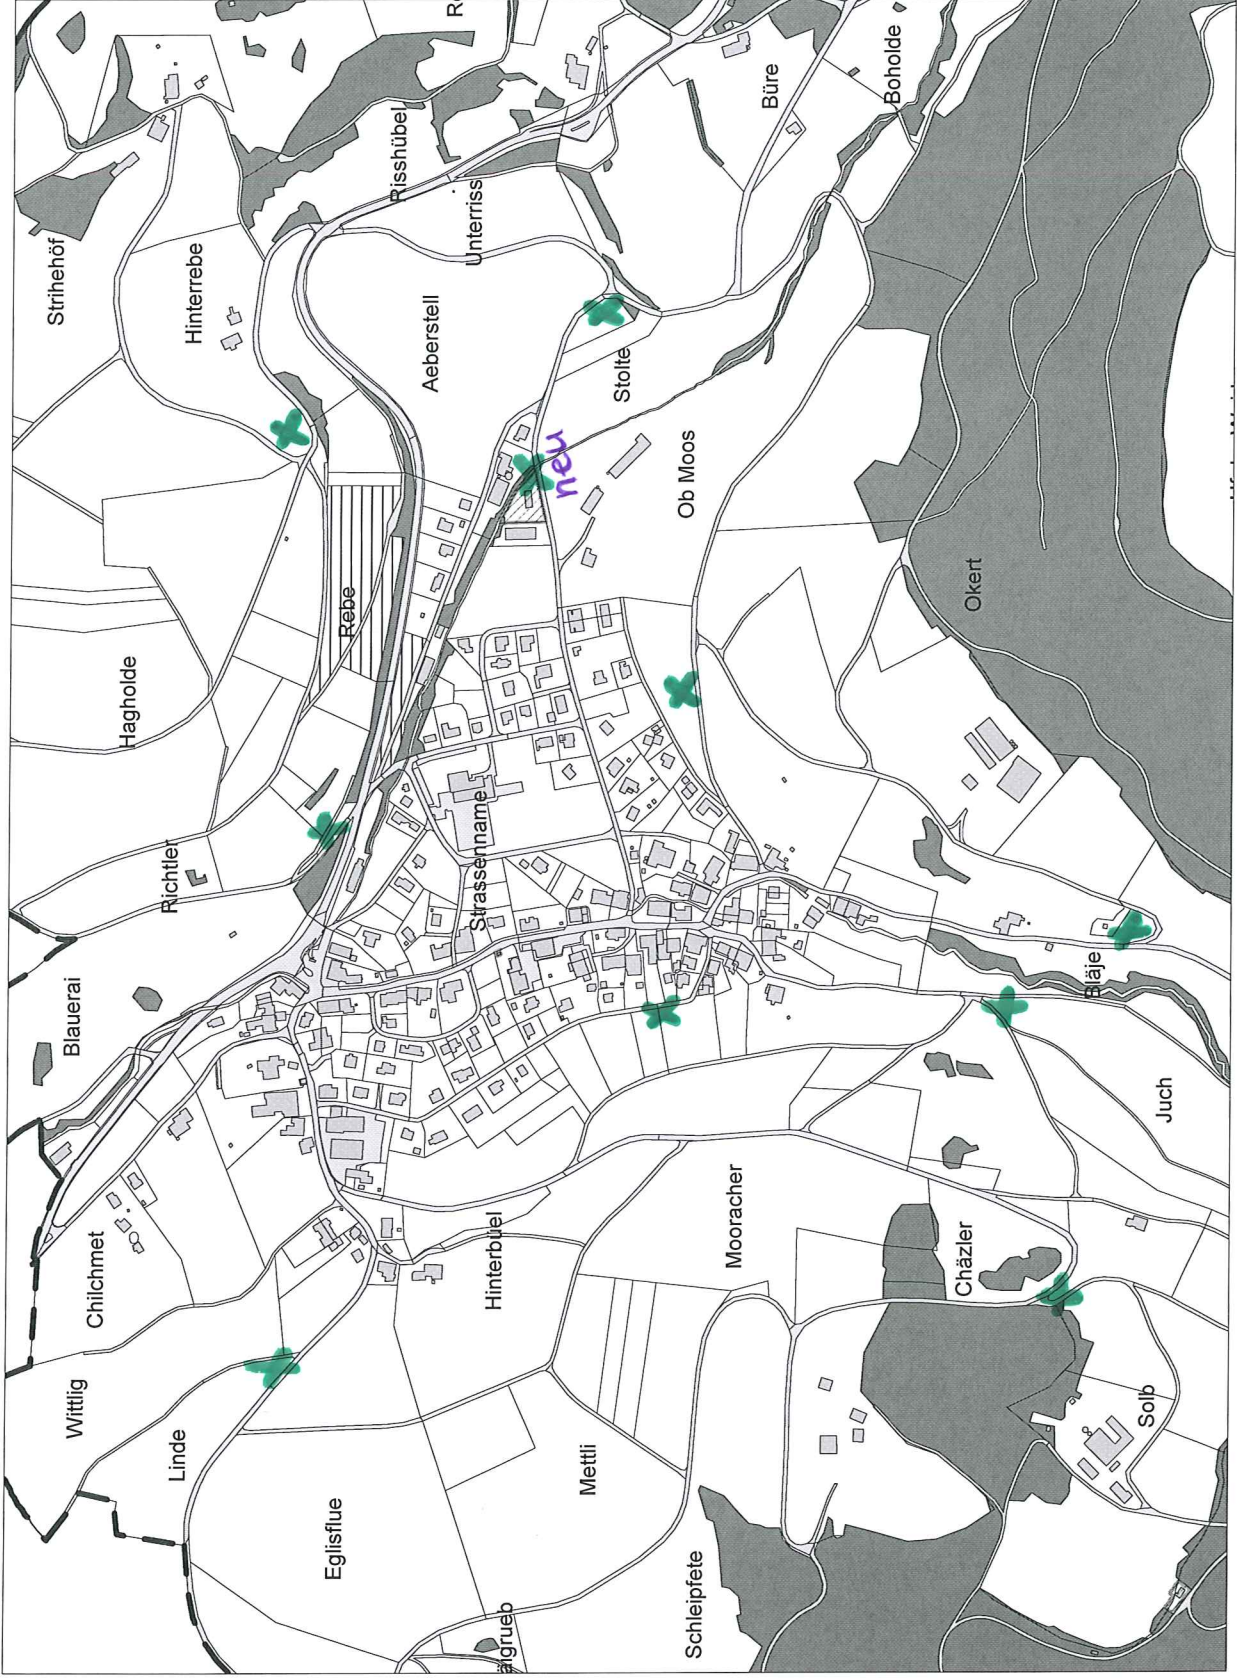 Strihehöf
Hinterrebe
Risshübel
Unterriss
Büre
Boholde
Aeberstell
Stolte
neu
Ob Moos
Okert
Rebe
Hagholde
Richtler
Strassenname
Blauerai
Bläje
Juch
Chilchmet
Hinterbüel
Mooracher
Chäzler
Wittlig
Linde
Solb
Eglisflue
Mettli
Schleipfete